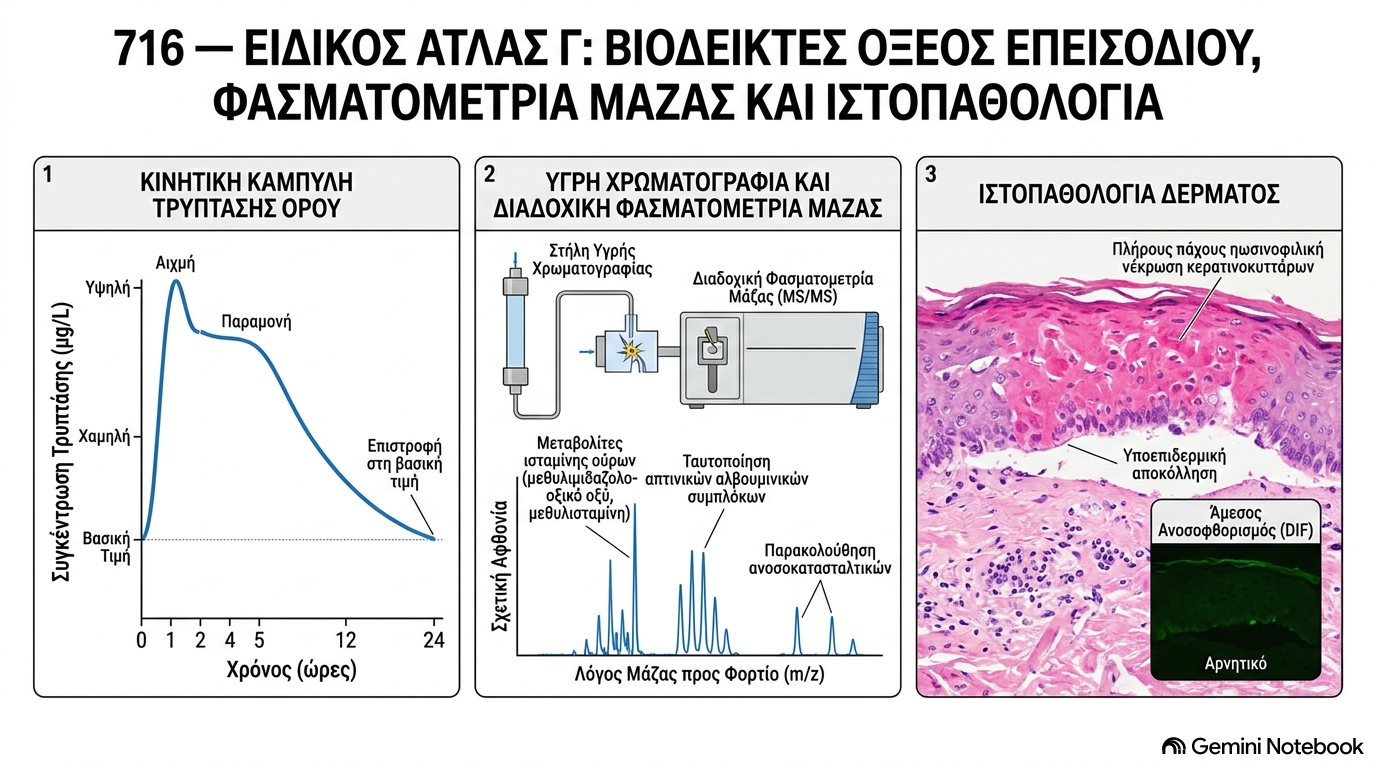 716 — ΕΙΔΙΚΟΣ ΑΤΛΑΣ Γ: ΒΙΟΔΕΙΚΤΕΣ ΟΞΕΟΣ ΕΠΕΙΣΟΔΙΟΥ,
ΦΑΣΜΑΤΟΜΕΤΡΙΑ ΜΑΖΑΣ ΚΑΙ ΙΣΤΟΠΑΘΟΛΟΓΙΑ
1
ΚΙΝΗΤΙΚΗ ΚΑΜΠΥΛΗ
ΤΡΥΠΤΑΣΗΣ ΟΡΟΥ
Συγκέντρωση Τρυπτάσης (μg/L)
Αιχμή
Υψηλή
Παραμονή
Χαμηλή
Επιστροφή
στη βασική
τιμή
Βασική
Τιμή
0 1 2 4 5 12 24
Χρόνος (ώρες)
2
ΥΓΡΗ ΧΡΩΜΑΤΟΓΡΑΦΙΑ ΚΑΙ
ΔΙΑΔΟΧΙΚΗ ΦΑΣΜΑΤΟΜΕΤΡΙΑ ΜΑΖΑΣ
Στήλη Υγρής
Χρωματογραφίας
Διαδοχική Φασματομετρία
Μάζας (MS/MS)
Μεταβολίτες
ισταμίνης ούρων
(μεθυλιμιδαζολο-
οξικό οξύ,
μεθυλισταμίνη)
Ταυτοποίηση
απτινικών αλβουμινικών
συμπλόκων
Παρακολούθηση
ανοσοκατασταλτικών
Σχετική Αφθονία
Λόγος Μάζας προς Φορτίο (m/z)
3
ΙΣΤΟΠΑΘΟΛΟΓΙΑ ΔΕΡΜΑΤΟΣ
Πλήρους πάχους ηωσινοφιλική
νέκρωση κερατινοκυττάρων
Υποεπιδερμική
αποκόλληση
Άμεσος
Ανοσοφθορισμός (DIF)
Αρνητικό
Gemini Notebook